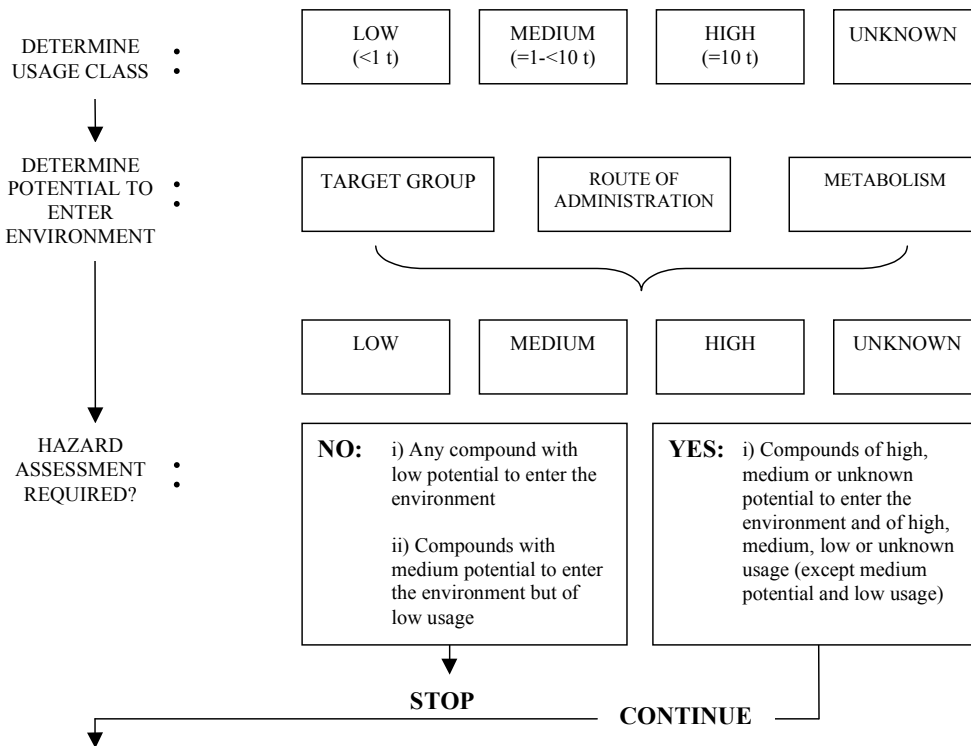 DETERMINE
USAGE CLASS
•
•
LOW
(<1 t)
MEDIUM
(=1-<10 t)
HIGH
(=10 t)
UNKNOWN
DETERMINE
POTENTIAL TO
ENTER
ENVIRONMENT
•
•
TARGET GROUP
ROUTE OF
ADMINISTRATION
METABOLISM
LOW
MEDIUM
HIGH
UNKNOWN
HAZARD
ASSESSMENT
REQUIRED?
•
•
NO: i) Any compound with
low potential to enter the
environment
ii) Compounds with
medium potential to enter
the environment but of
low usage
YES: i) Compounds of high,
medium or unknown
potential to enter the
environment and of high,
medium, low or unknown
usage (except medium
potential and low usage)
STOP
CONTINUE